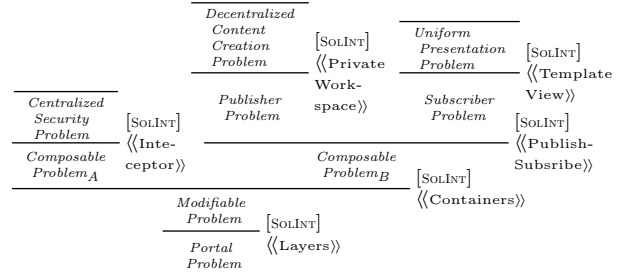 Decentralized
Content
Creation
Problem
[SOLINT]
⟪Private
Work-
space⟫
Uniform
Presentation
Problem
[SOLINT]
⟪Template
View⟫
Centralized
Security
Problem
[SOLINT]
⟪Inte-
ceptor⟫
Publisher
Problem
Subscriber
Problem
[SOLINT]
⟪Publish-
Subsribe⟫
Composable
Problem_A
Composable
Problem_B
[SOLINT]
⟪Containers⟫
Modifiable
Problem
[SOLINT]
⟪Layers⟫
Portal
Problem